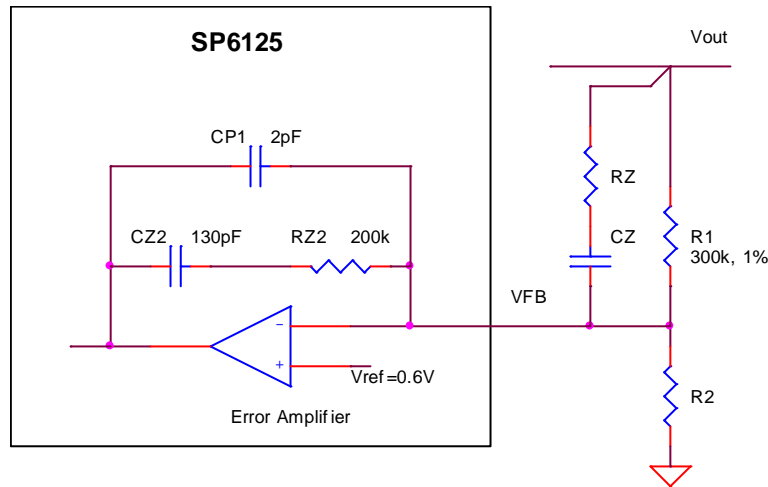 SP6125
Vout
CP1 2pF
RZ
CZ2 130pF RZ2 200k
CZ
R1
300k, 1%
VFB
−
+
Vref=0.6V
R2
Error Amplifier